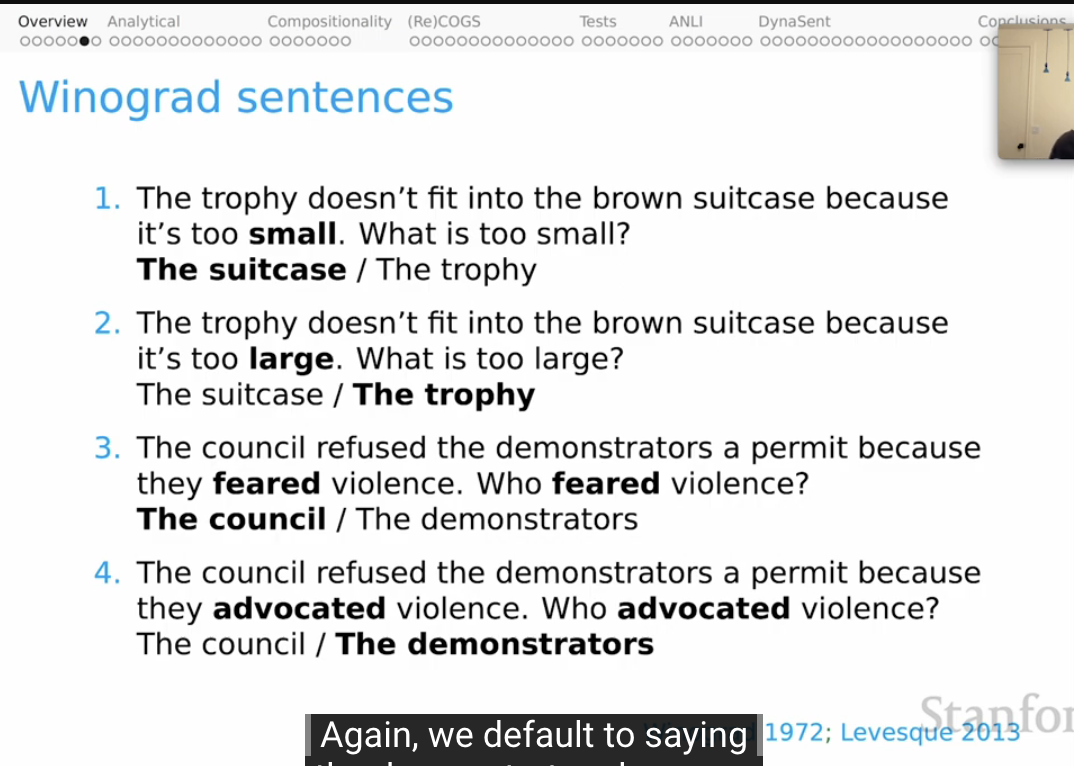 Overview Analytical Compositionality (Re)COGS Tests ANLI DynaSent Conclusions
Winograd sentences
1. The trophy doesn’t fit into the brown suitcase because
it’s too small. What is too small?
The suitcase / The trophy
2. The trophy doesn’t fit into the brown suitcase because
it’s too large. What is too large?
The suitcase / The trophy
3. The council refused the demonstrators a permit because
they feared violence. Who feared violence?
The council / The demonstrators
4. The council refused the demonstrators a permit because
they advocated violence. Who advocated violence?
The council / The demonstrators
Stanfor
1972; Levesque 2013
Again, we default to saying